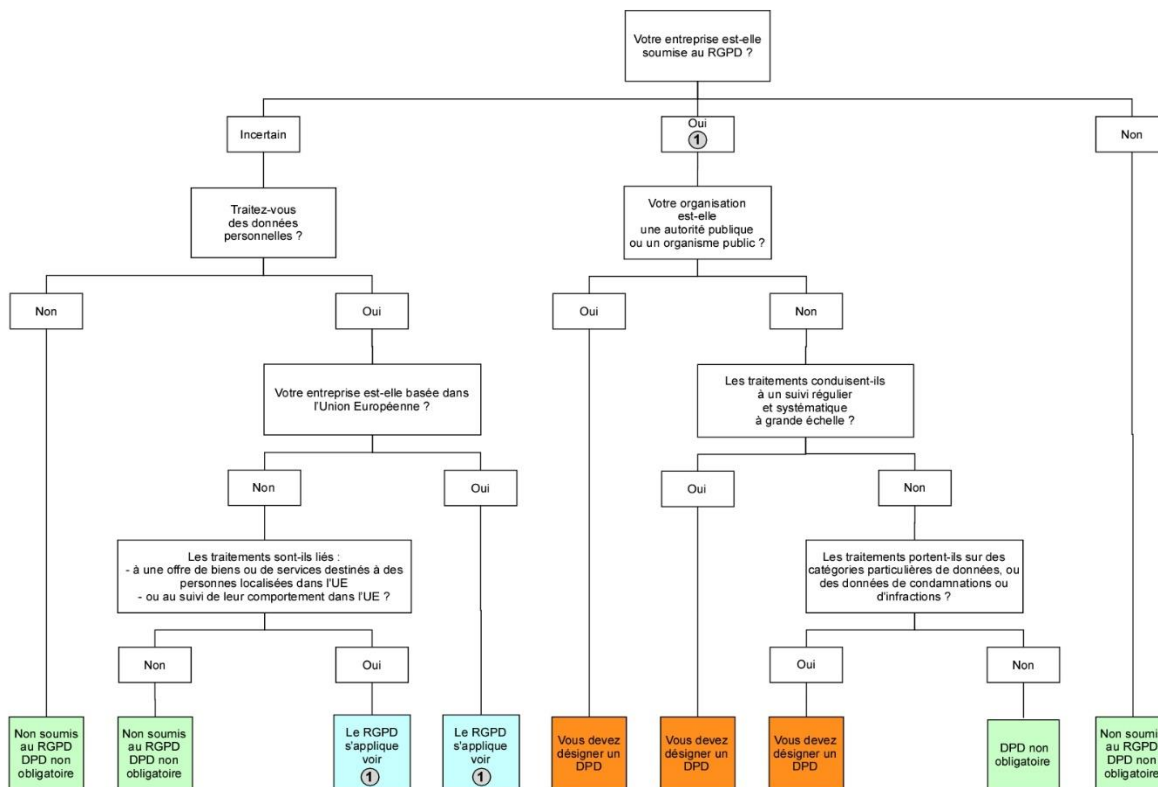 Votre entreprise est-elle
soumise au RGPD ?
Incertain
Oui
1
Non
Traitez-vous
des données
personnelles ?
Votre organisation
est-elle
une autorité publique
ou un organisme public ?
Non
Oui
Oui
Non
Votre entreprise est-elle basée dans
l'Union Européenne ?
Les traitements conduisent-ils
à un suivi régulier
et systématique
à grande échelle ?
Non
Oui
Oui
Non
Les traitements sont-ils liés :
- à une offre de biens ou de services destinés à des
personnes localisées dans l'UE
- ou au suivi de leur comportement dans l'UE ?
Les traitements portent-ils sur des
catégories particulières de données, ou
des données de condamnations ou
d'infractions ?
Non
Oui
Oui
Non
Non soumis
au RGPD
DPD non
obligatoire
Non soumis
au RGPD
DPD non
obligatoire
Le RGPD
s'applique
voir
1
Le RGPD
s'applique
voir
1
Vous devez
désigner un
DPD
Vous devez
désigner un
DPD
Vous devez
désigner un
DPD
DPD non
obligatoire
Non soumis
au RGPD
DPD non
obligatoire